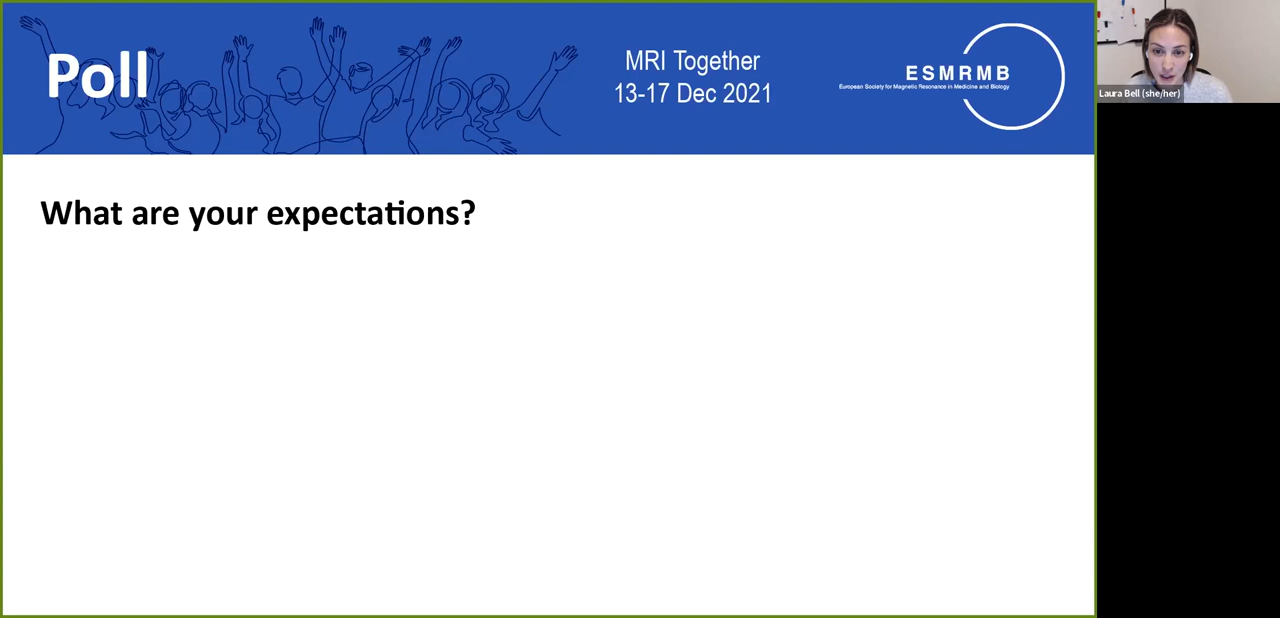 Poll
MRI Together
13-17 Dec 2021
ESMRMB
European Society for Magnetic Resonance in Medicine and Biology
Laura Bell (she/her)
What are your expectations?